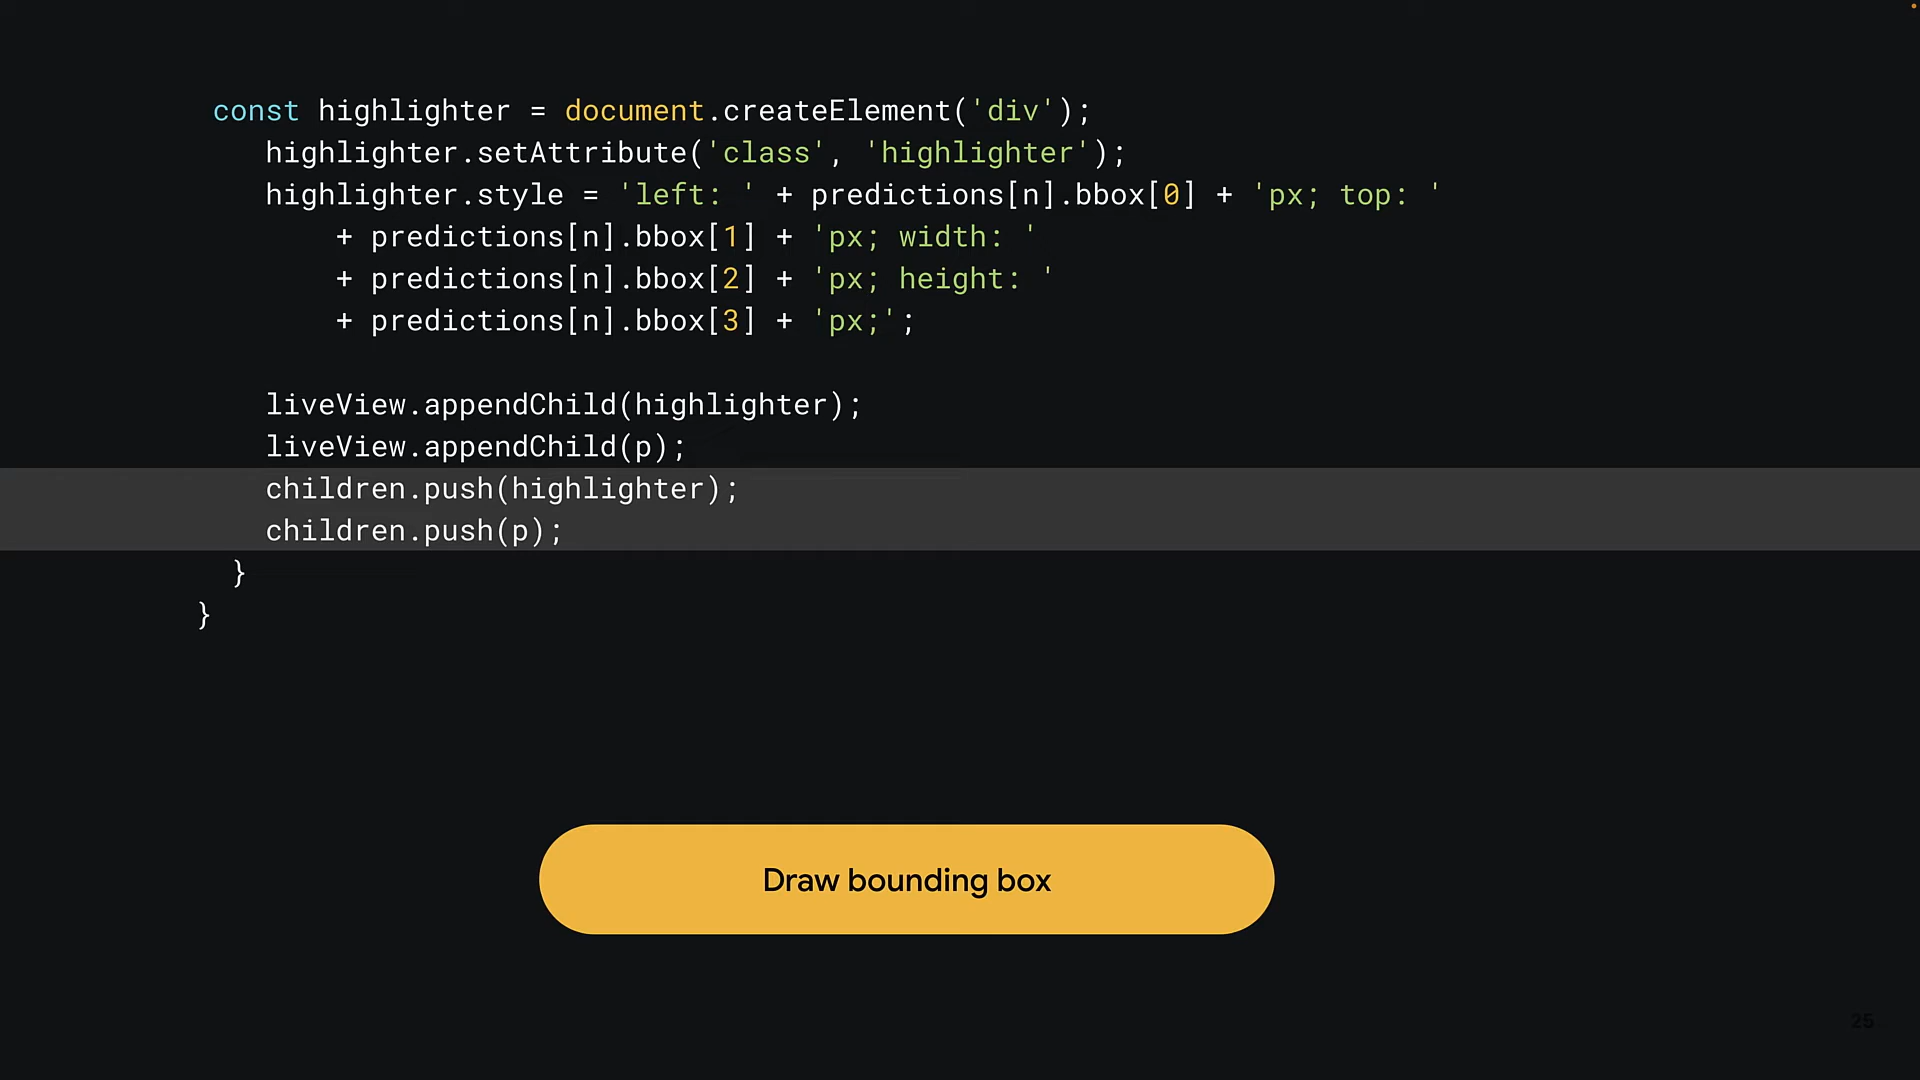 const highlighter = document.createElement('div');
highlighter.setAttribute('class', 'highlighter');
highlighter.style = 'left: ' + predictions[n].bbox[0] + 'px; top: '
+ predictions[n].bbox[1] + 'px; width: '
+ predictions[n].bbox[2] + 'px; height: '
+ predictions[n].bbox[3] + 'px;';
liveView.appendChild(highlighter);
liveView.appendChild(p);
children.push(highlighter);
children.push(p);
}
}
Draw bounding box
25